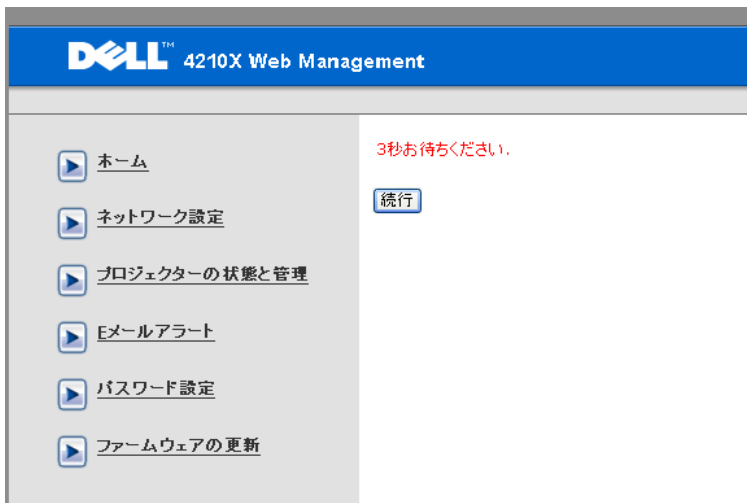 DELL™ 4210X Web Management
ホーム
ネットワーク設定
プロジェクターの状態と管理
Eメールアラート
パスワード設定
ファームウェアの更新
3秒お待ちください.
続行